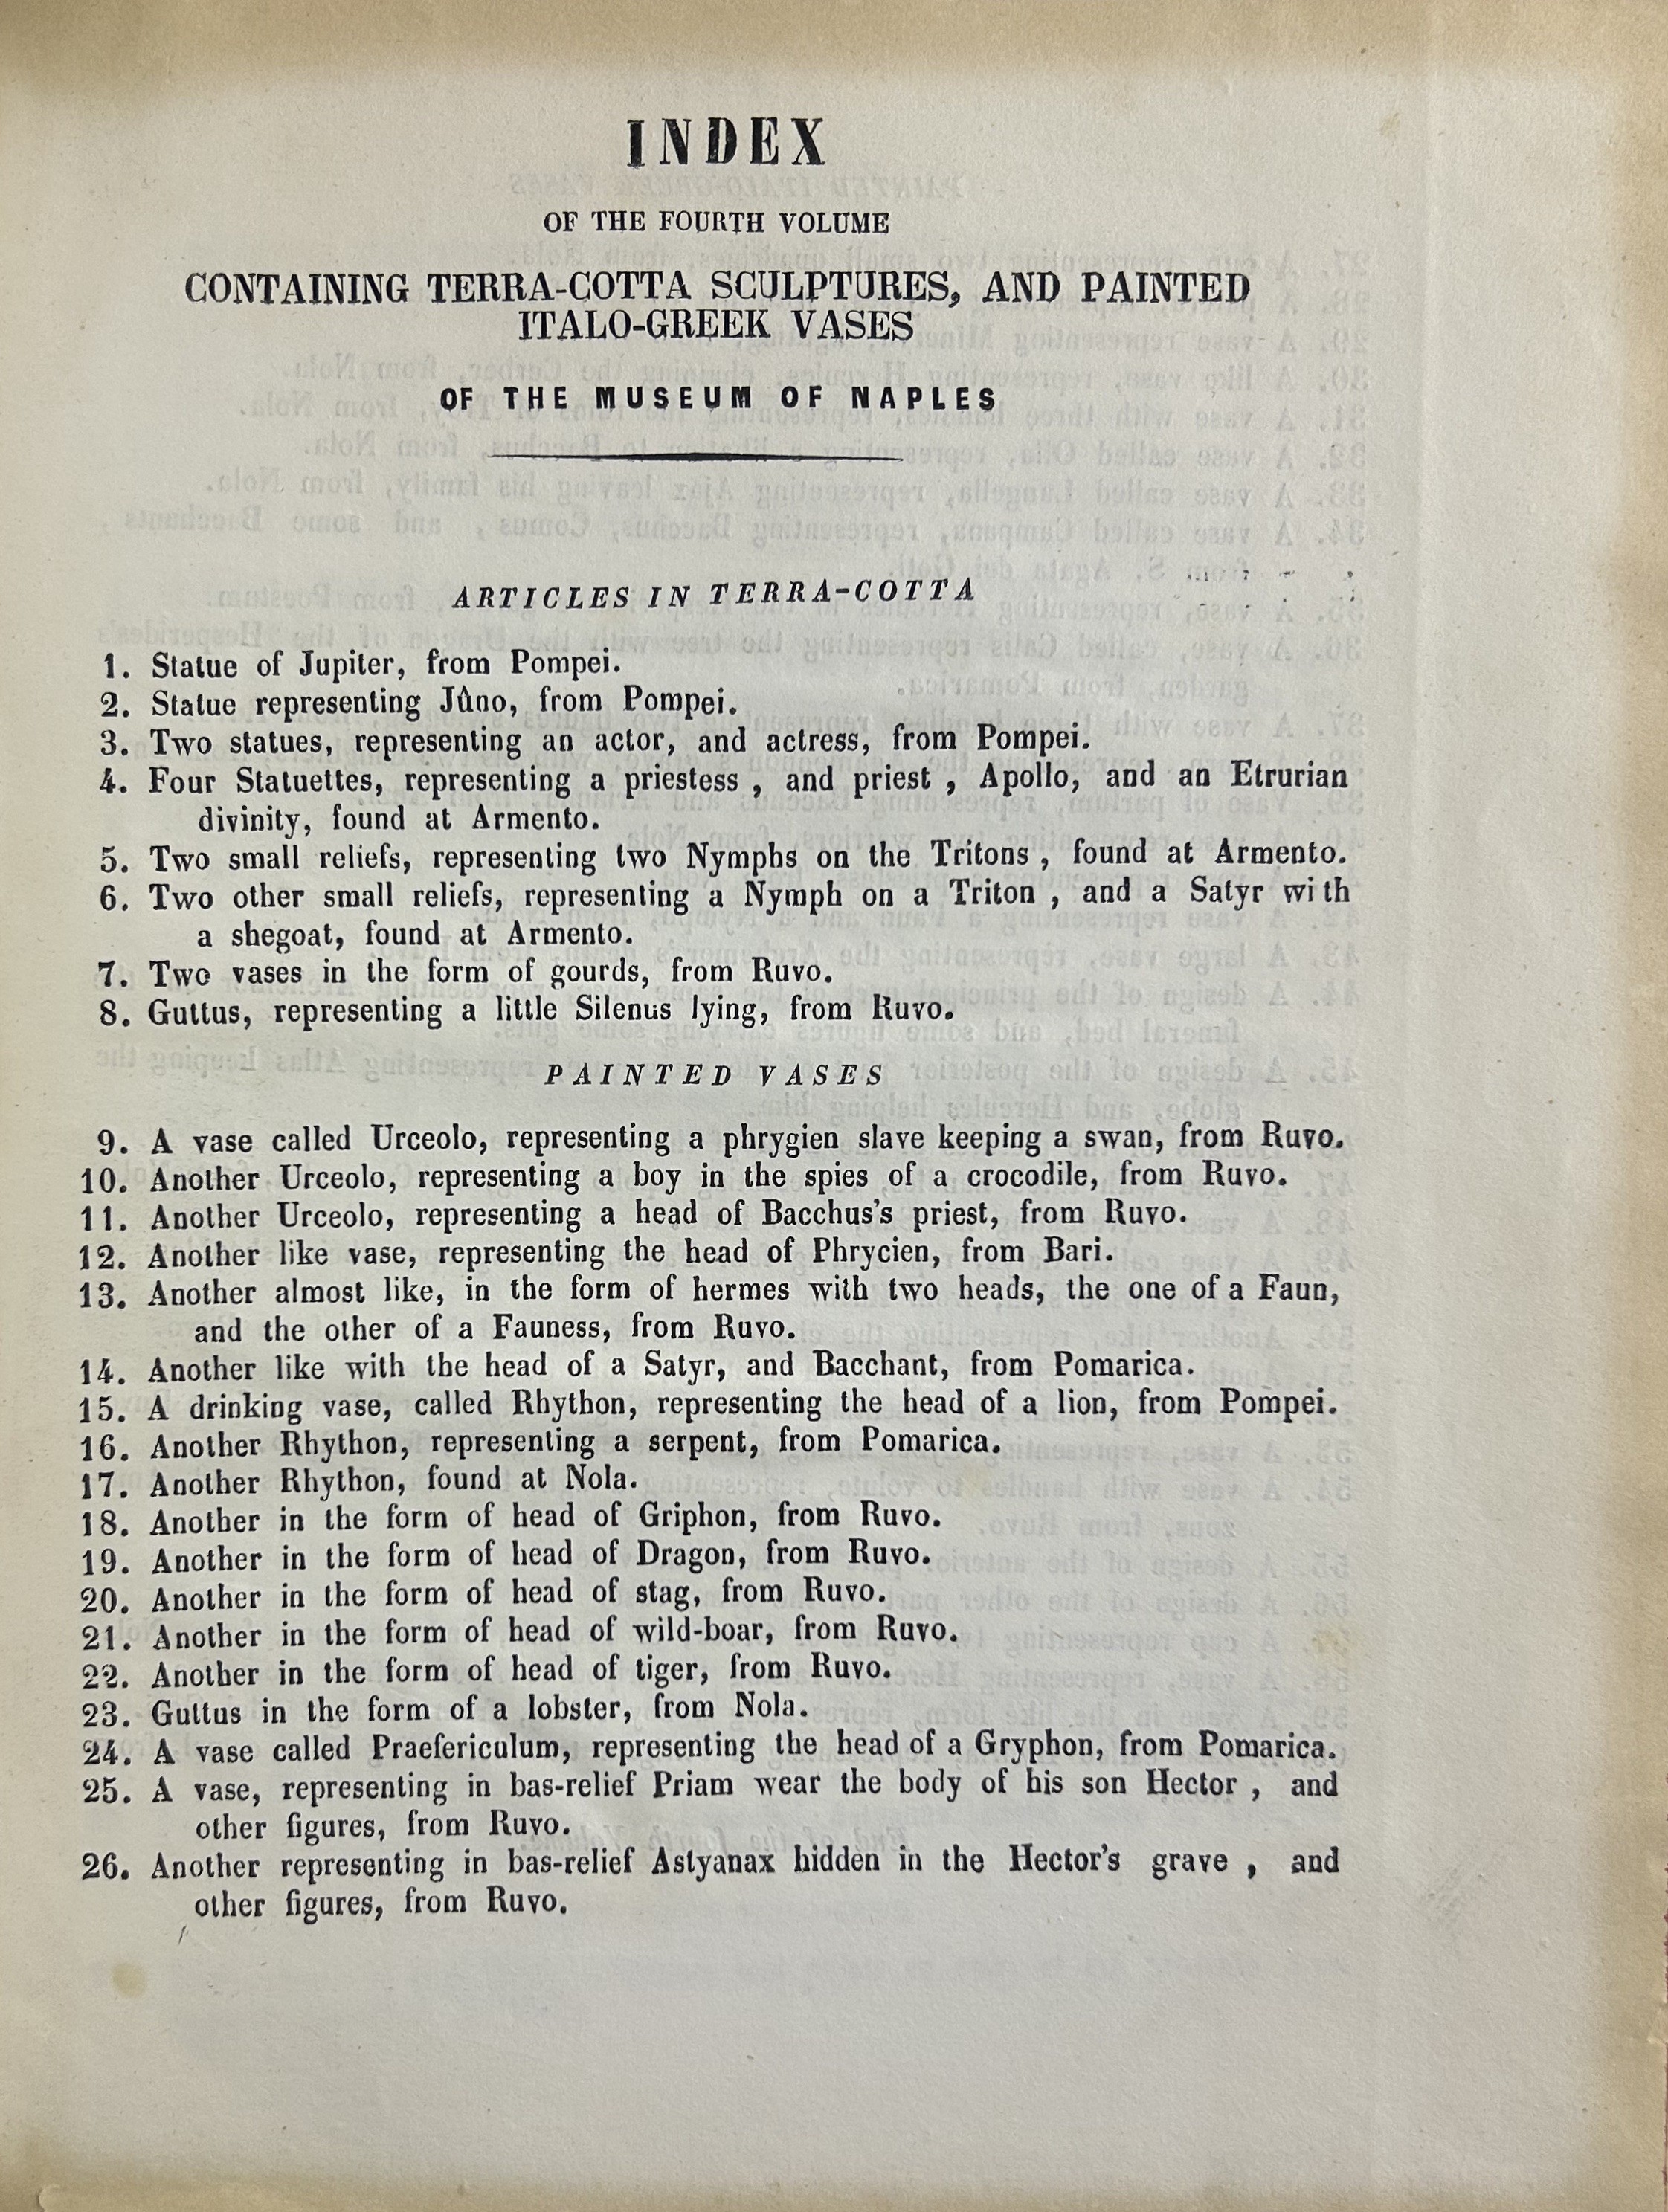 INDEX
OF THE FOURTH VOLUME
CONTAINING TERRA-COTTA SCULPTURES, AND PAINTED
ITALO-GREEK VASES
OF THE MUSEUM OF NAPLES
ARTICLES IN TERRA-COTTA
1. Statue of Jupiter, from Pompei.
2. Statue representing Jûno, from Pompei.
3. Two statues, representing an actor, and actress, from Pompei.
4. Four Statuettes, representing a priestess , and priest , Apollo, and an Etrurian
divinity, found at Armento.
5. Two small reliefs, representing two Nymphs on the Tritons , found at Armento.
6. Two other small reliefs, representing a Nymph on a Triton , and a Satyr wi th
a shegoat, found at Armento.
7. Two vases in the form of gourds, from Ruvo.
8. Guttus, representing a little Silenus lying, from Ruvo.
PAINTED VASES
9. A vase called Urceolo, representing a phrygien slave keeping a swan, from Ruvo.
10. Another Urceolo, representing a boy in the spies of a crocodile, from Ruvo.
11. Another Urceolo, representing a head of Bacchus's priest, from Ruvo.
12. Another like vase, representing the head of Phrycien, from Bari.
13. Another almost like, in the form of hermes with two heads, the one of a Faun,
and the other of a Fauness, from Ruvo.
14. Another like with the head of a Satyr, and Bacchant, from Pomarica.
15. A drinking vase, called Rhython, representing the head of a lion, from Pompei.
16. Another Rhython, representing a serpent, from Pomarica.
17. Another Rhython, found at Nola.
18. Another in the form of head of Griphon, from Ruvo.
19. Another in the form of head of Dragon, from Ruvo.
20. Another in the form of head of stag, from Ruvo.
21. Another in the form of head of wild-boar, from Ruvo.
22. Another in the form of head of tiger, from Ruvo.
23. Guttus in the form of a lobster, from Nola.
24. A vase called Praefericulum, representing the head of a Gryphon, from Pomarica.
25. A vase, representing in bas-relief Priam wear the body of his son Hector , and
other figures, from Ruvo.
26. Another representing in bas-relief Astyanax hidden in the Hector's grave , and
other figures, from Ruvo.